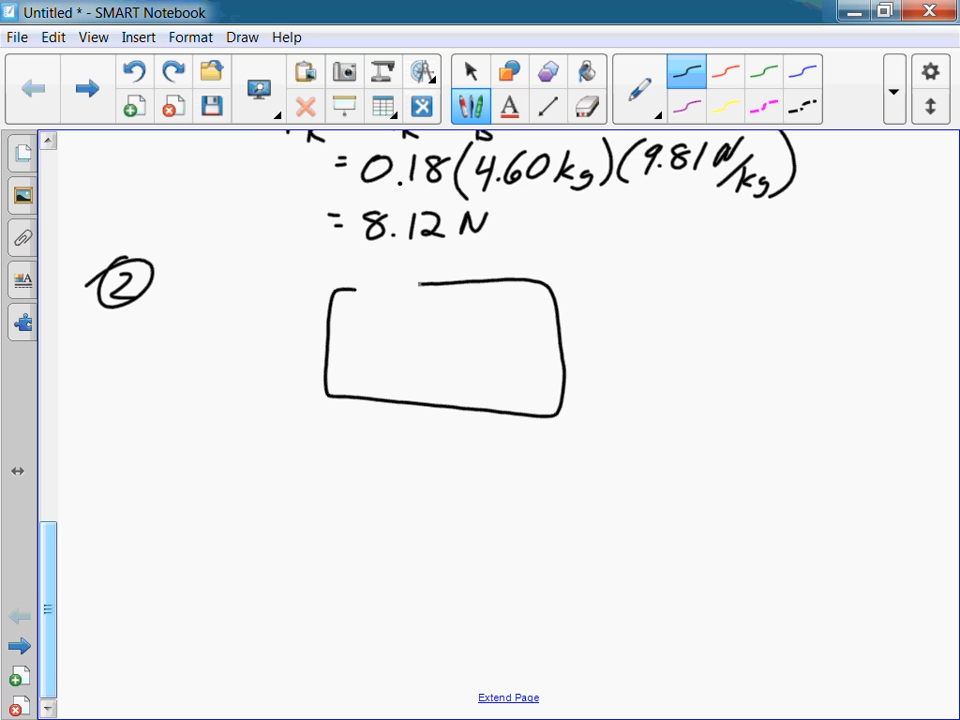 Untitled * - SMART Notebook
File Edit View Insert Format Draw Help
= 0.18(4.60 kg)(9.81 N/kg)
= 8.12 N
②
Extend Page